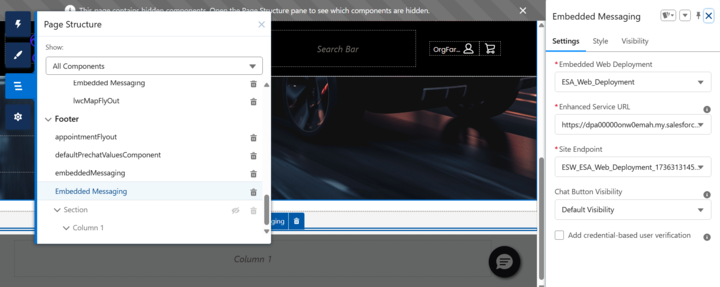 This page contains hidden components. Open the Page Structure pane to see which components are hidden.
Page Structure
Show:
All Components
Embedded Messaging
lwcMapFlyOut
Footer
appointmentFlyout
defaultPrechatValuesComponent
embeddedMessaging
Embedded Messaging
Section
Column 1
Search Bar
OrgFar...
Column 1
Embedded Messaging
Settings
Style
Visibility
*Embedded Web Deployment
ESA_Web_Deployment
*Enhanced Service URL
https://dpa00000onw0emah.my.salesforc...
*Site Endpoint
ESW_ESA_Web_Deployment_1736313145...
Chat Button Visibility
Default Visibility
Add credential-based user verification